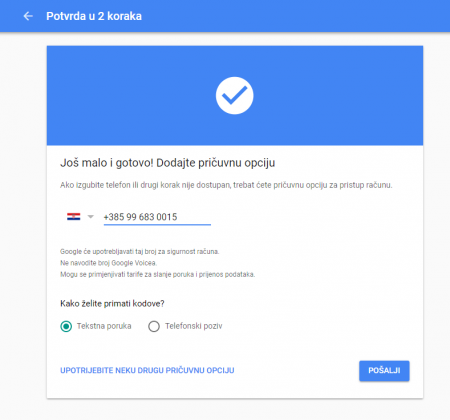 Potvrda u 2 koraka
Još malo i gotovo! Dodajte pričuvnu opciju
Ako izgubite telefon ili drugi korak nije dostupan, trebat ćete pričuvnu opciju za pristup računu.
+385 99 683 0015
Google će upotrebljavati taj broj za sigurnost računa.
Ne navodite broj Google Voicea.
Mogu se primjenjivati tarife za slanje poruka i prijenos podataka.
Kako želite primati kodove?
Tekstna poruka Telefonski poziv
UPOTRIJEBITE NEKU DRUGU PRIČUVNU OPCIJU POŠALJI